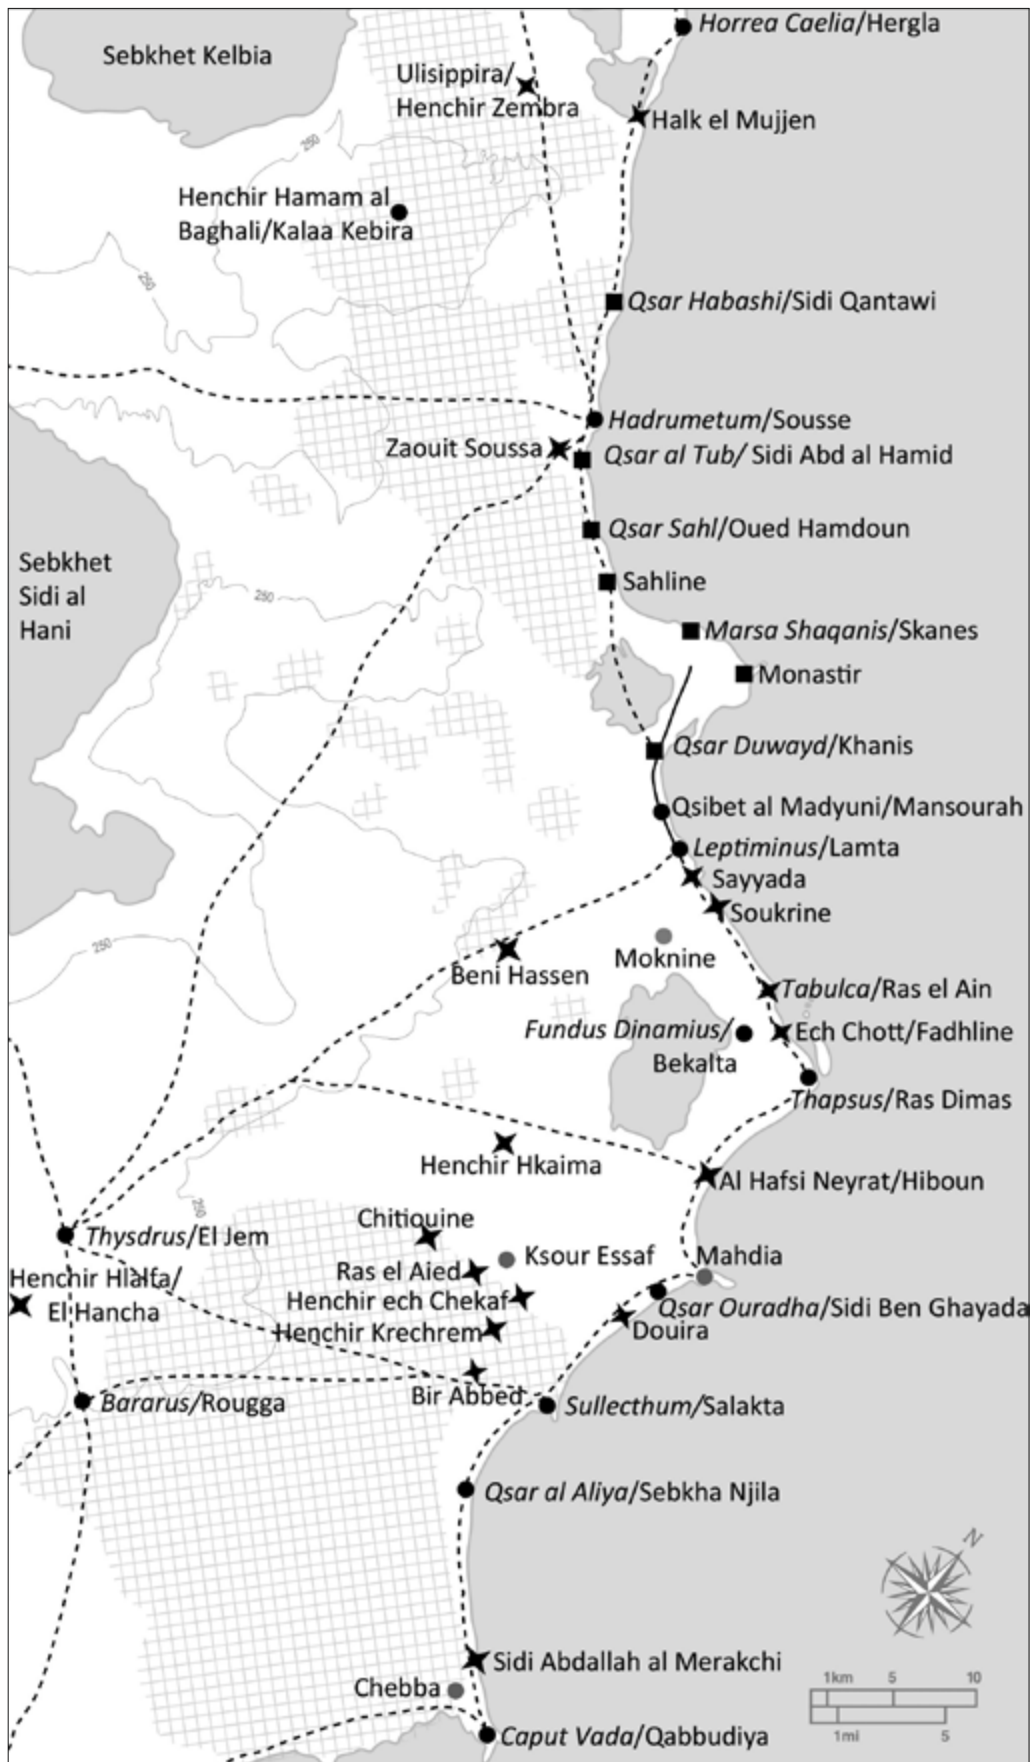 Horrea Caelia/Hergla
Sebkhet Kelbia
Ulisippira/
Henchir Zembra
Halk el Mujjen
250
Henchir Hamam al
Baghali/Kalaa Kebira
250
Qsar Habashi/Sidi Qantawi
Hadrumetum/Sousse
Zaouit Soussa
Qsar al Tub/ Sidi Abd al Hamid
Qsar Sahl/Oued Hamdoun
Sebkhet
Sidi al
Hani
Sahline
250
Marsa Shaqanis/Skanes
Monastir
Qsar Duwayd/Khanis
Qsibet al Madyuni/Mansourah
Leptiminus/Lamta
Sayyada
Soukrine
250
Moknine
Beni Hassen
Tabulca/Ras el Ain
Fundus Dinamius/
Bekalta
Ech Chott/Fadhline
Thapsus/Ras Dimas
Henchir Hkaima
Al Hafsi Neyrat/Hiboun
250
Chitiouine
Thysdrus/El Jem
Ksour Essaf
Mahdia
Ras el Aied
Henchir Hlalfa/
El Hancha
Henchir ech Chekaf
Qsar Ouradha/Sidi Ben Ghayada
Henchir Krechrem
Douira
Bir Abbed
Bararus/Rougga
Sullecthum/Salakta
Qsar al Aliya/Sebkha Njila
N
Sidi Abdallah al Merakchi
1km 5 10
Chebba
1mi 5
Caput Vada/Qabbudiya